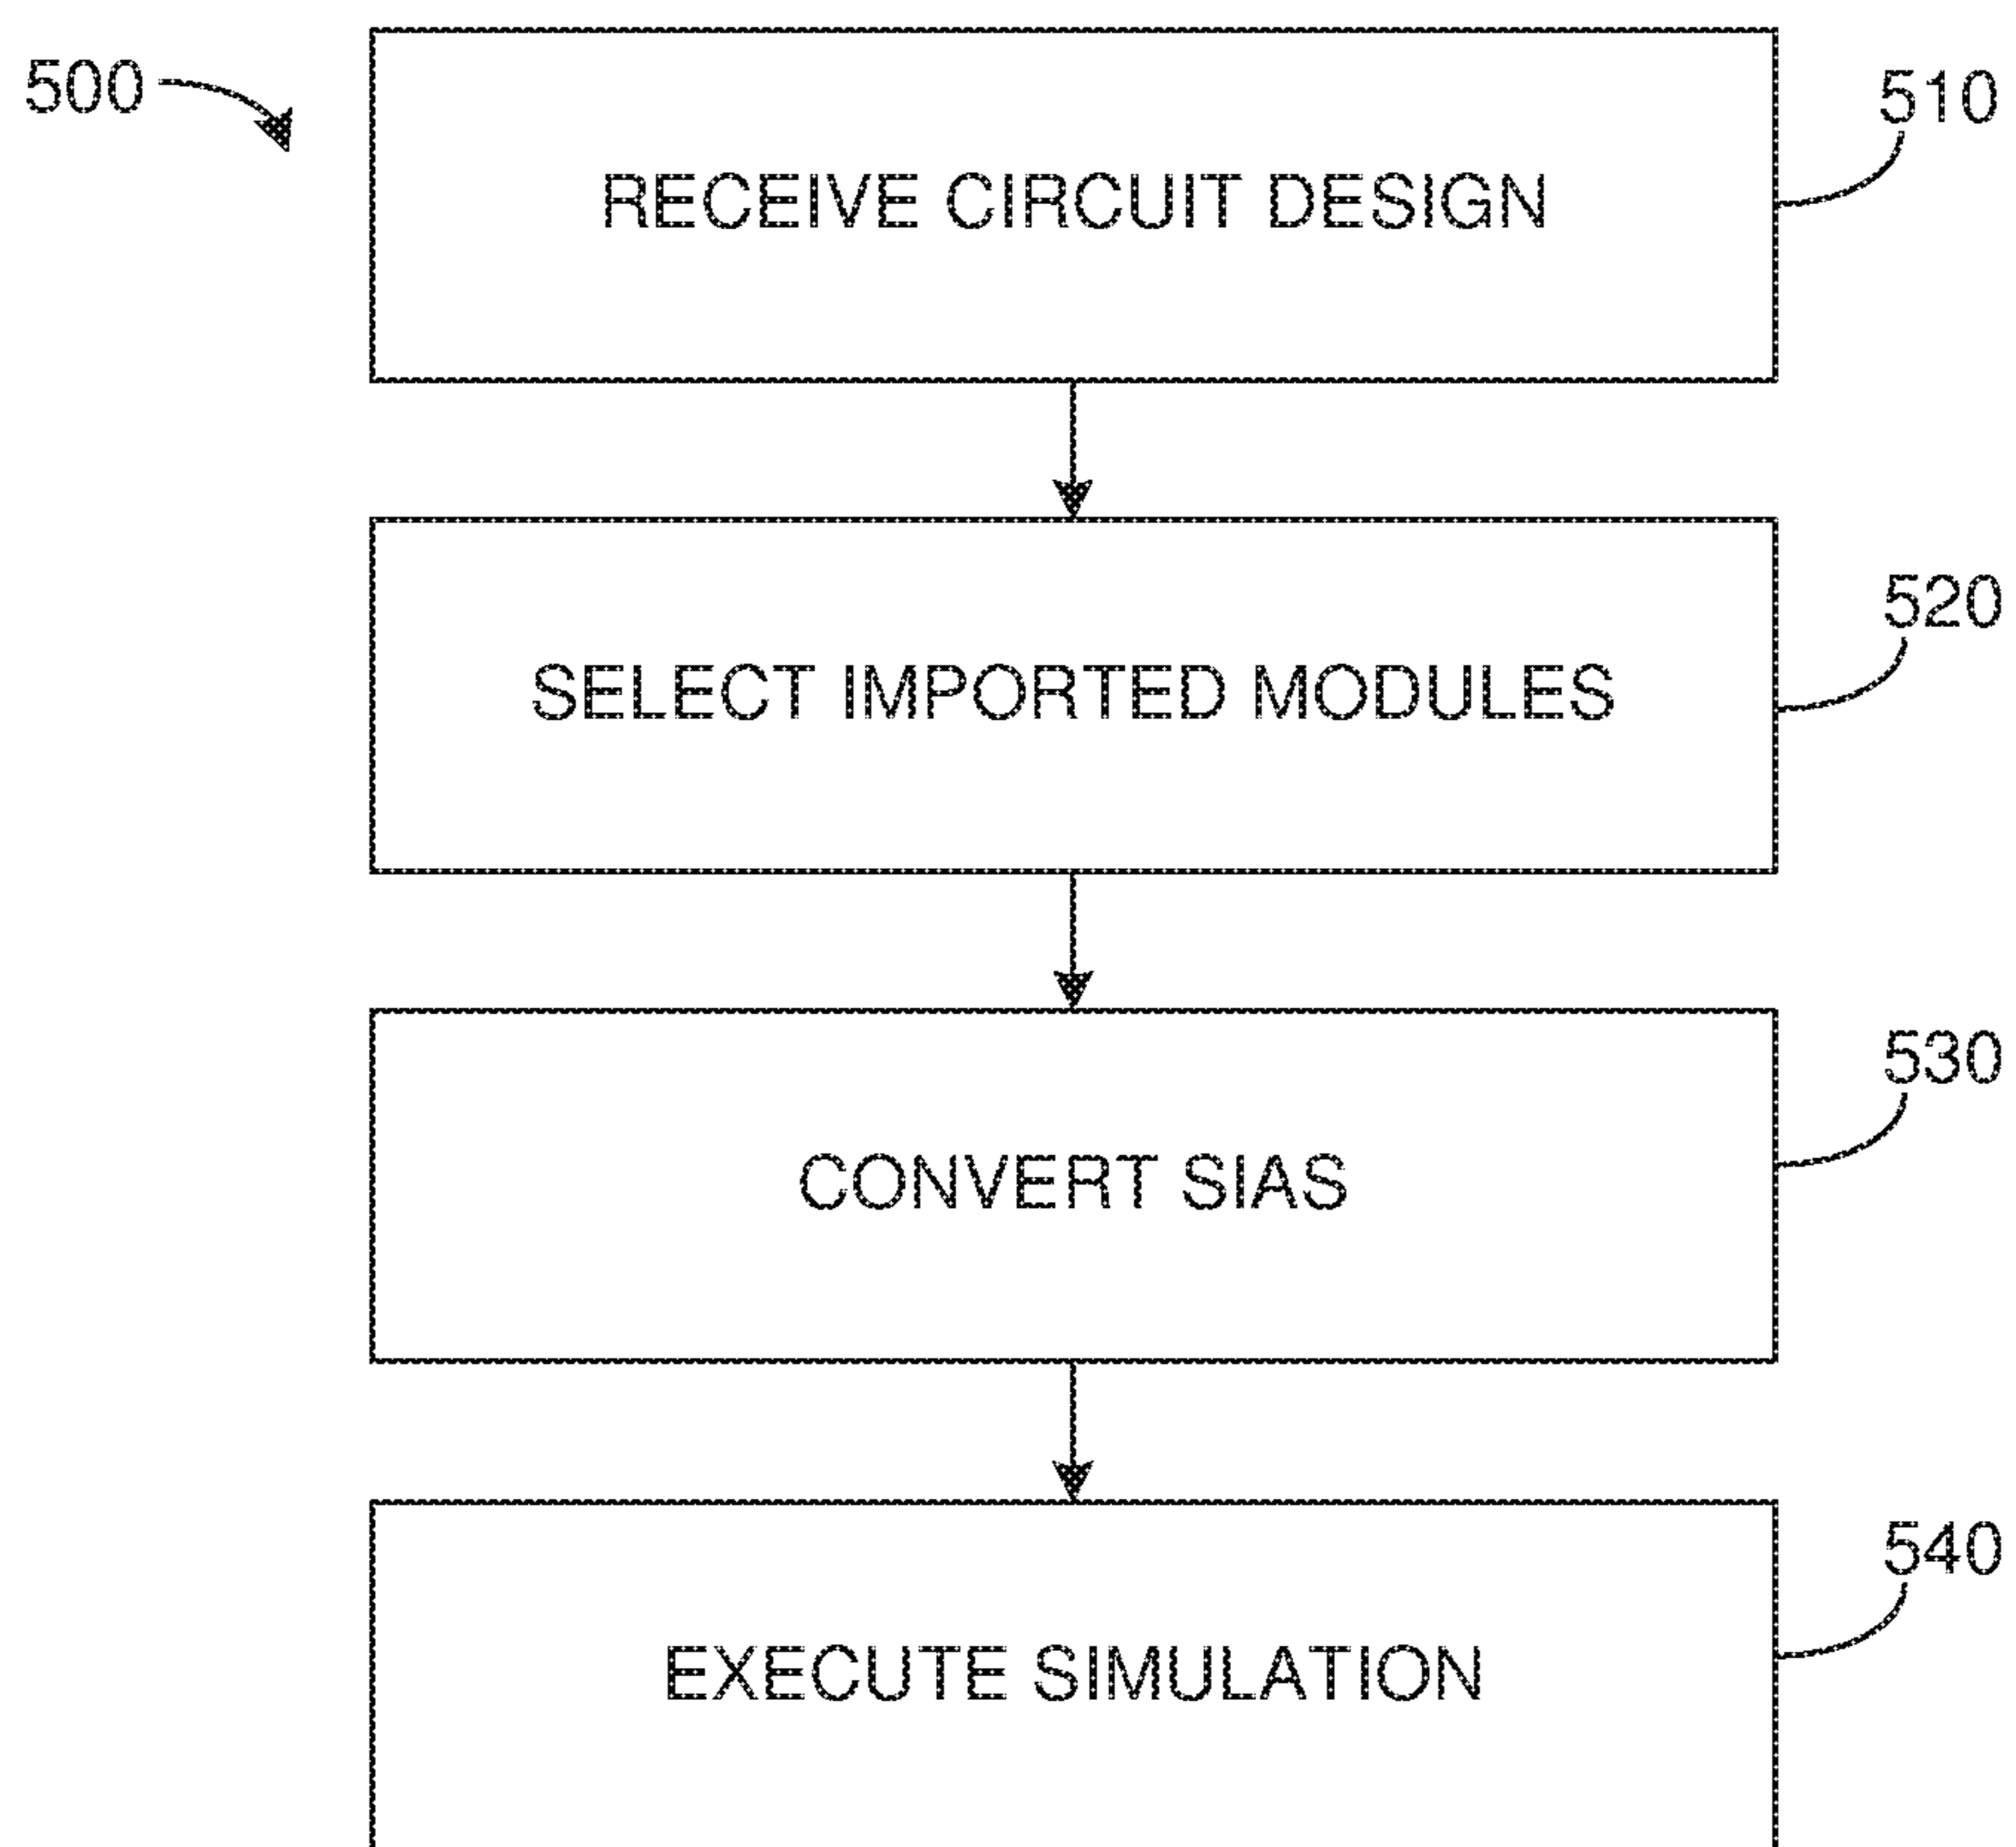 500
510
RECEIVE CIRCUIT DESIGN
520
SELECT IMPORTED MODULES
530
CONVERT SIAS
540
EXECUTE SIMULATION